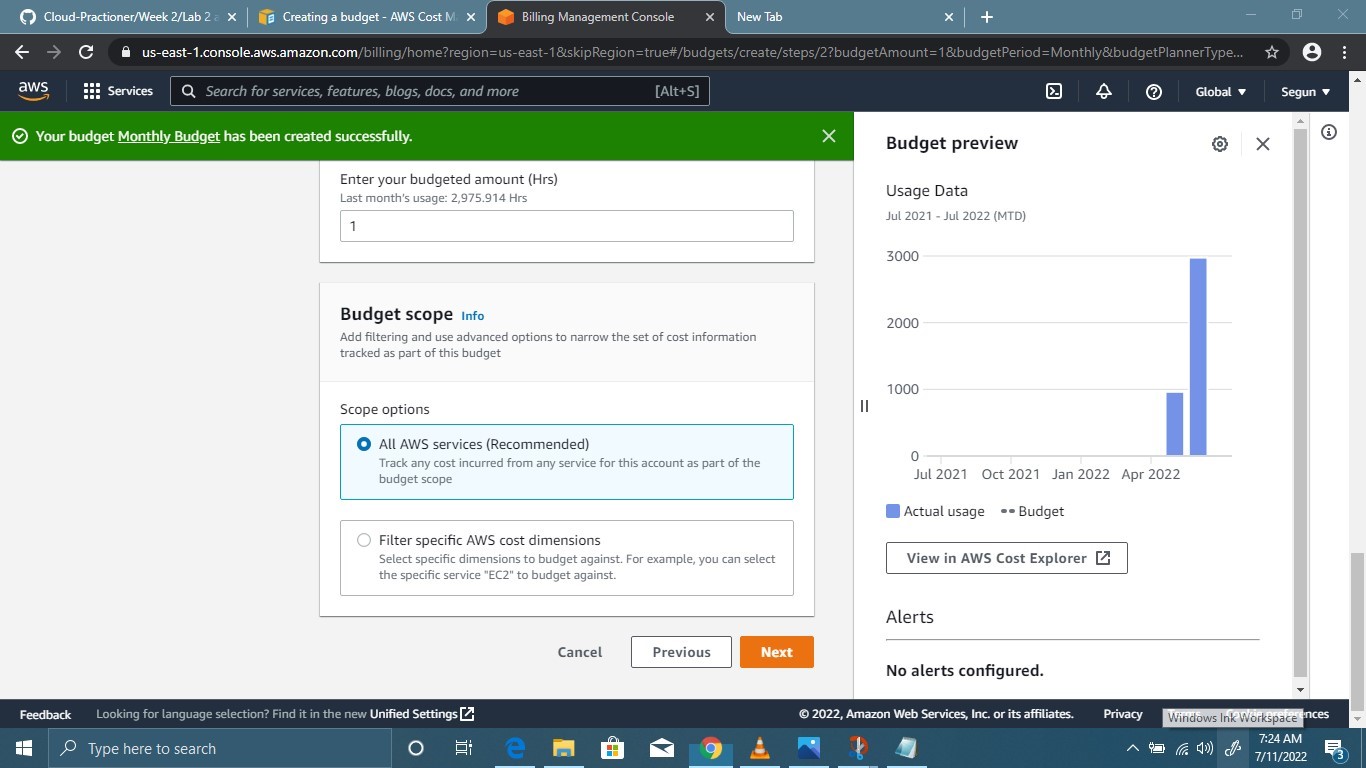 Cloud-Practioner/Week 2/Lab 2 a
Creating a budget - AWS Cost M
Billing Management Console
New Tab
us-east-1.console.aws.amazon.com/billing/home?region=us-east-1&skipRegion=true#/budgets/create/steps/2?budgetAmount=1&budgetPeriod=Monthly&budgetPlannerType...
aws
Services
Search for services, features, blogs, docs, and more
[Alt+S]
Global
Segun
Your budget Monthly Budget has been created successfully.
Enter your budgeted amount (Hrs)
Last month's usage: 2,975.914 Hrs
1
Budget scope Info
Add filtering and use advanced options to narrow the set of cost information
tracked as part of this budget
Scope options
All AWS services (Recommended)
Track any cost incurred from any service for this account as part of the
budget scope
Filter specific AWS cost dimensions
Select specific dimensions to budget against. For example, you can select
the specific service "EC2" to budget against.
Cancel
Previous
Next
Budget preview
Usage Data
Jul 2021 - Jul 2022 (MTD)
3000
2000
1000
0
Jul 2021 Oct 2021 Jan 2022 Apr 2022
Actual usage Budget
View in AWS Cost Explorer
Alerts
No alerts configured.
Feedback
Looking for language selection? Find it in the new Unified Settings
© 2022, Amazon Web Services, Inc. or its affiliates.
Privacy
Windows Ink Workspace
Type here to search
7:24 AM
7/11/2022
3